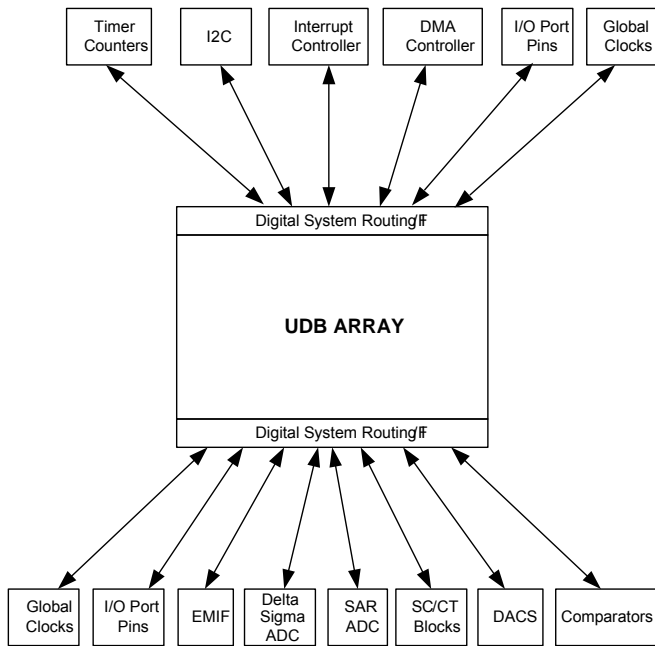 Timer
Counters
I2C
Interrupt
Controller
DMA
Controller
I/O Port
Pins
Global
Clocks
Digital System Routing I/F
UDB ARRAY
Digital System Routing I/F
Global
Clocks
I/O Port
Pins
EMIF
Delta
Sigma
ADC
SAR
ADC
SC/CT
Blocks
DACS
Comparators